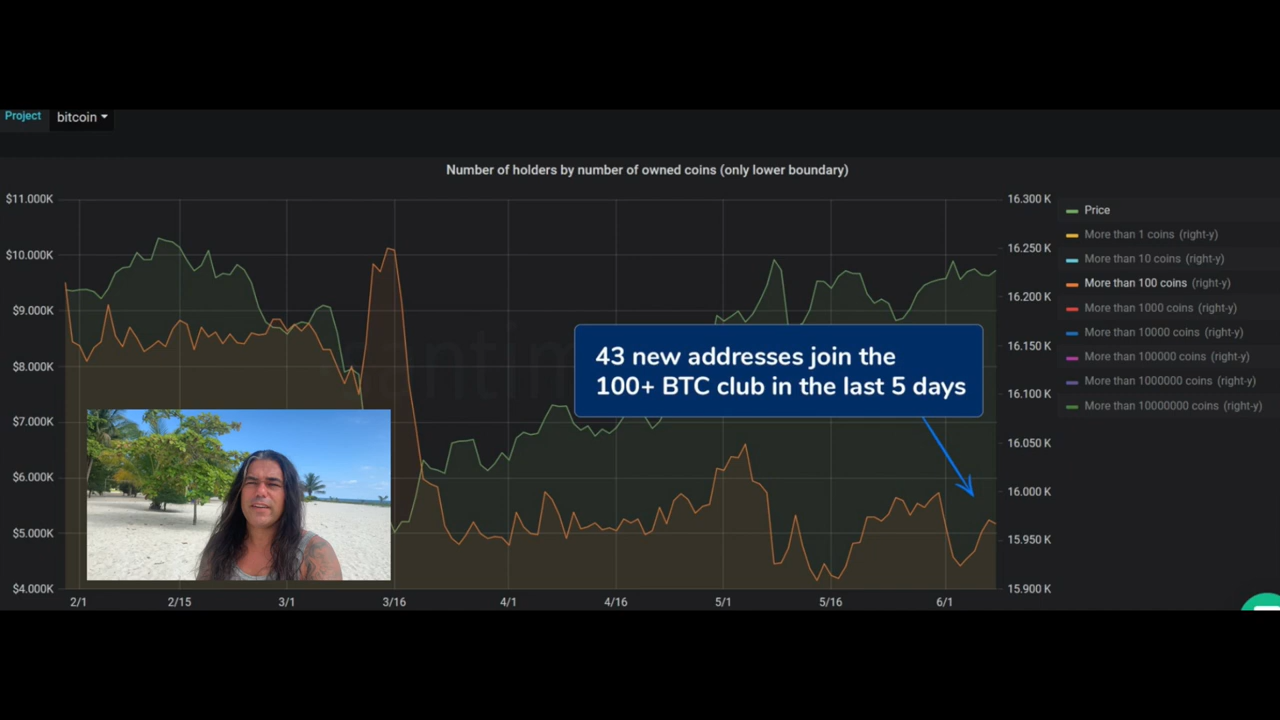 Project
bitcoin
Number of holders by number of owned coins (only lower boundary)
$11.000K
$10.000K
$9.000K
$8.000K
$7.000K
$6.000K
$5.000K
$4.000K
16.300 K
16.250 K
16.200 K
16.150 K
16.100 K
16.050 K
16.000 K
15.950 K
15.900 K
Price
More than 1 coins (right-y)
More than 10 coins (right-y)
More than 100 coins (right-y)
More than 1000 coins (right-y)
More than 10000 coins (right-y)
More than 100000 coins (right-y)
More than 1000000 coins (right-y)
More than 10000000 coins (right-y)
43 new addresses join the
100+ BTC club in the last 5 days
2/1 2/15 3/1 3/16 4/1 4/16 5/1 5/16 6/1